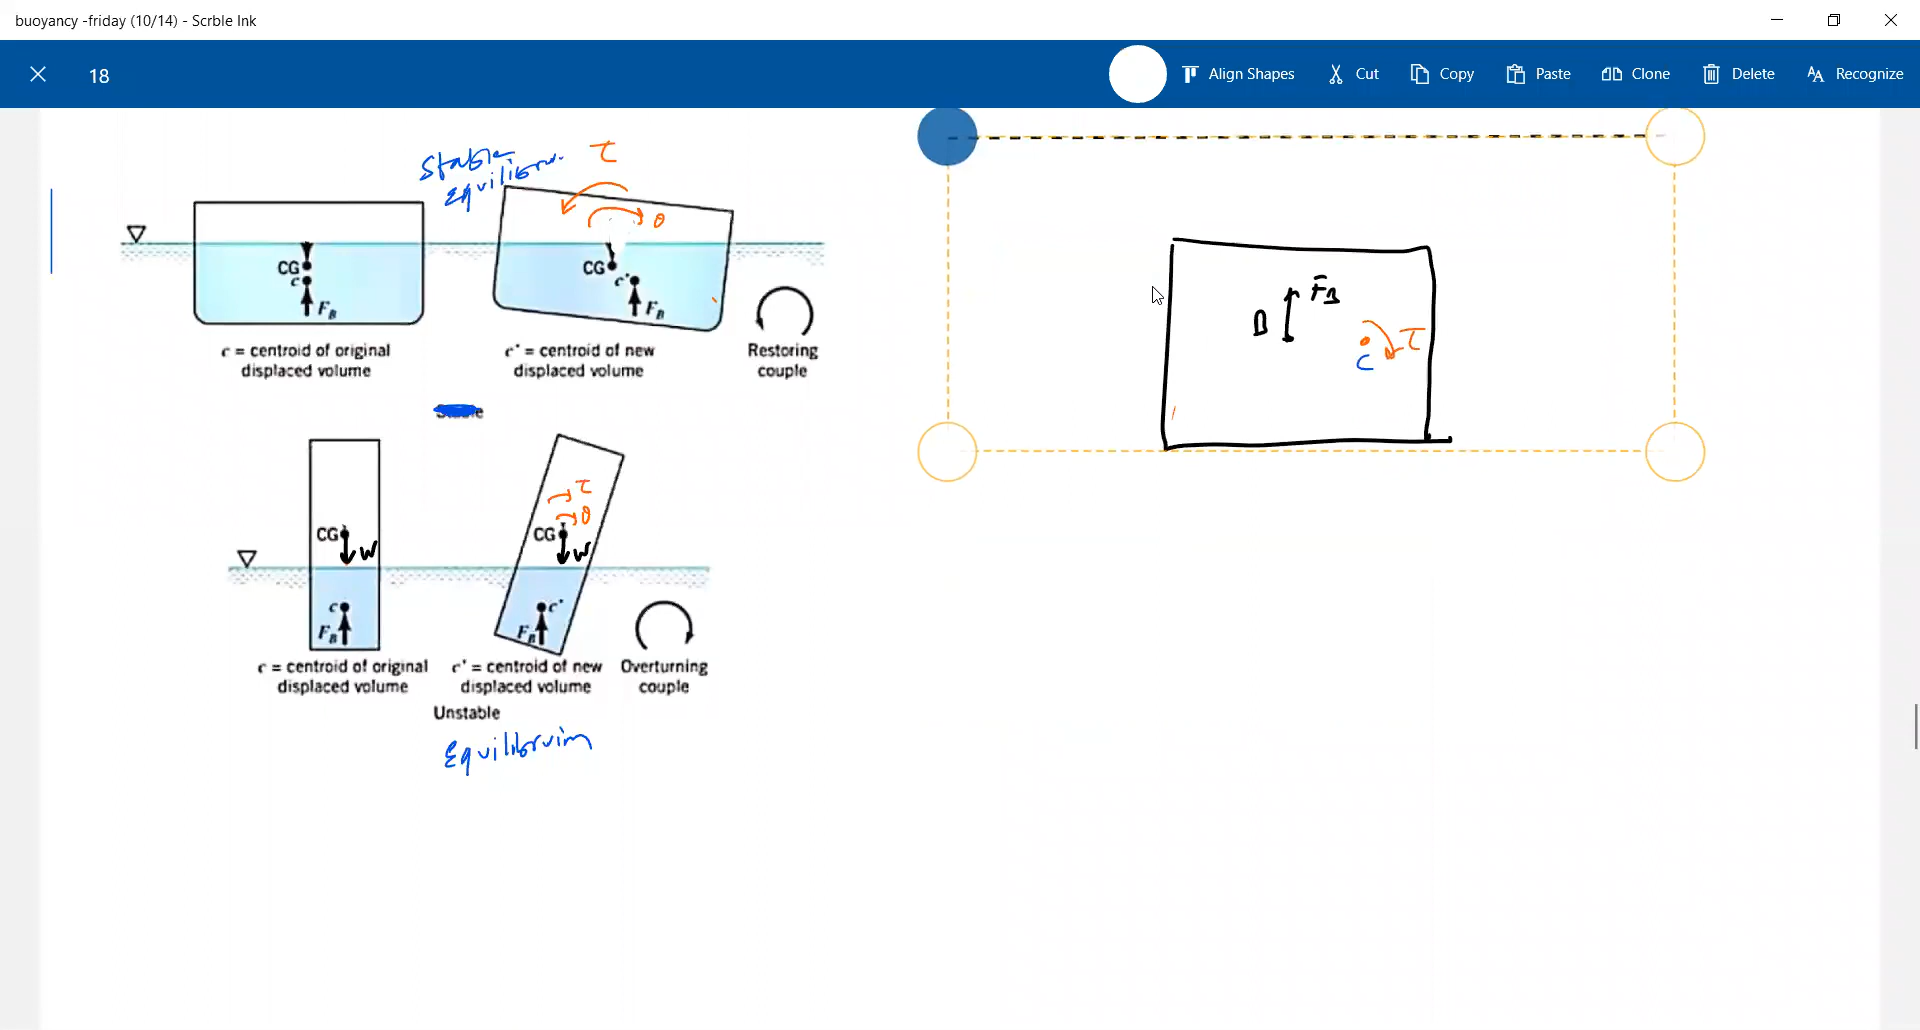 buoyancy -friday (10/14) - Scrble Ink
18
Align Shapes
Cut
Copy
Paste
Clone
Delete
Recognize
Stable
τ
θ
CG
c
F_B
CG
c'
F_B
c = centroid of original
displaced volume
c' = centroid of new
displaced volume
Restoring
couple
τ
θ
CG
W
CG
W
c
F_B
c'
F_B
c = centroid of original
displaced volume
c' = centroid of new
displaced volume
Overturning
couple
Unstable
F_B
B
τ
C